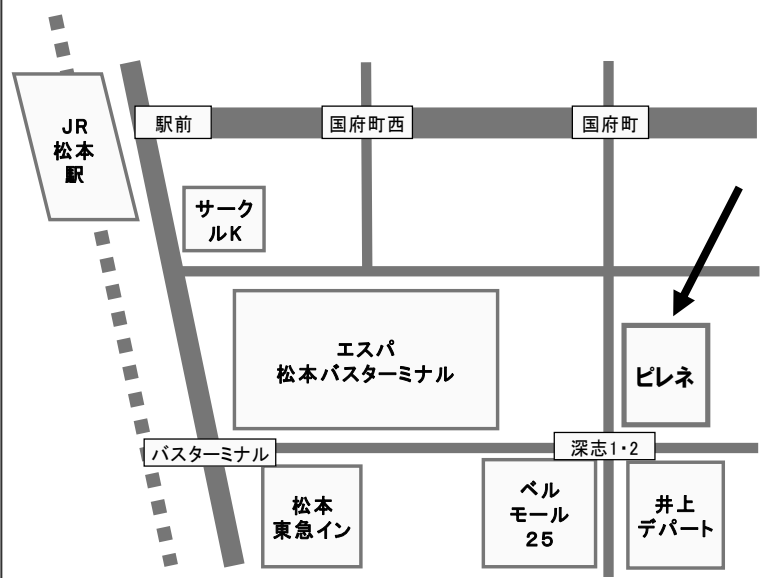 JR
松本
駅
駅前
国府町西
国府町
サーク
ルK
エスパ
松本バスターミナル
ピレネ
バスターミナル
深志1・2
松本
東急イン
ベル
モール
25
井上
デパート